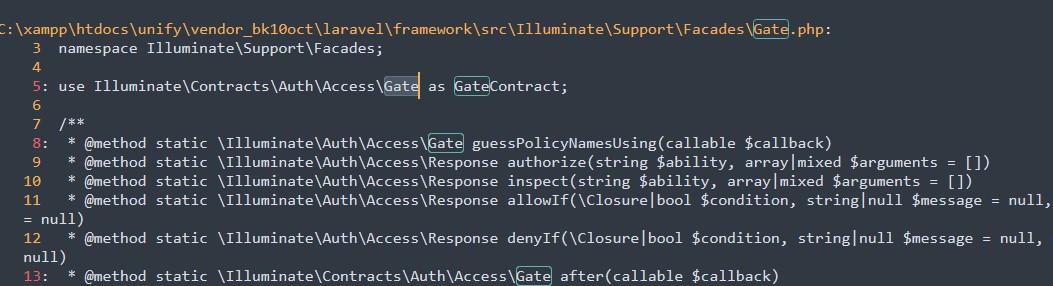 C:\xampp\htdocs\unify\vendor_bk10oct\laravel\framework\src\Illuminate\Support\Facades\Gate.php:
3 namespace Illuminate\Support\Facades;
4
5: use Illuminate\Contracts\Auth\Access\Gate as GateContract;
6
7 /**
8: * @method static \Illuminate\Auth\Access\Gate guessPolicyNamesUsing(callable $callback)
9 * @method static \Illuminate\Auth\Access\Response authorize(string $ability, array|mixed $arguments = [])
10 * @method static \Illuminate\Auth\Access\Response inspect(string $ability, array|mixed $arguments = [])
11 * @method static \Illuminate\Auth\Access\Response allowIf(\Closure|bool $condition, string|null $message = null,
= null)
12 * @method static \Illuminate\Auth\Access\Response denyIf(\Closure|bool $condition, string|null $message = null,
null)
13: * @method static \Illuminate\Contracts\Auth\Access\Gate after(callable $callback)